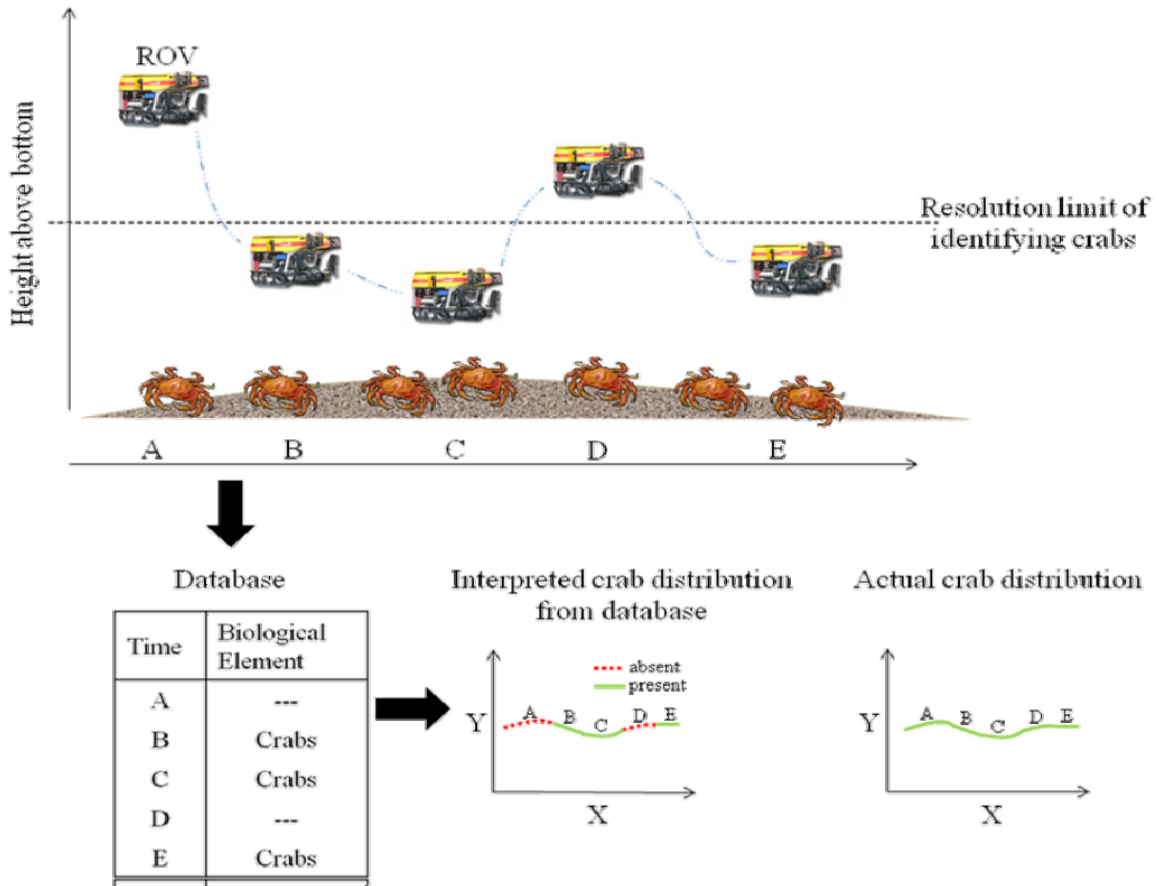 ROV
Height above bottom
Resolution limit of
identifying crabs
A B C D E
Database
Time Biological
Element
A ---
B Crabs
C Crabs
D ---
E Crabs
Interpreted crab distribution
from database
absent
present
A B C D E
Y
X
Actual crab distribution
A B C D E
Y
X